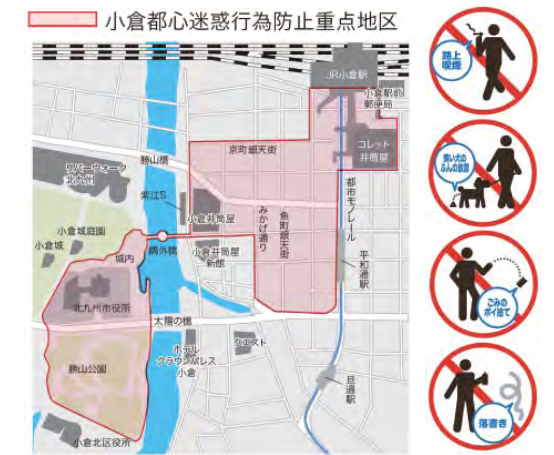 小倉都心迷惑行為防止重点地区
JR小倉駅
小倉駅前
郵便局
コレット
井筒屋
京町銀天街
勝山橋
リバーウォーク
北九州
紫江S
小倉井筒屋
都市モノレール
魚町銀天街
みかげ通り
小倉城庭園
小倉城
城内
鴎外橋
小倉井筒屋
新館
平和通駅
北九州市役所
太陽の橋
ホテル
クラウンパレス
小倉
クエスト
勝山公園
旦過駅
小倉北区役所
路上
喫煙
飼い犬の
ふんの放置
ごみの
ポイ捨て
落書き